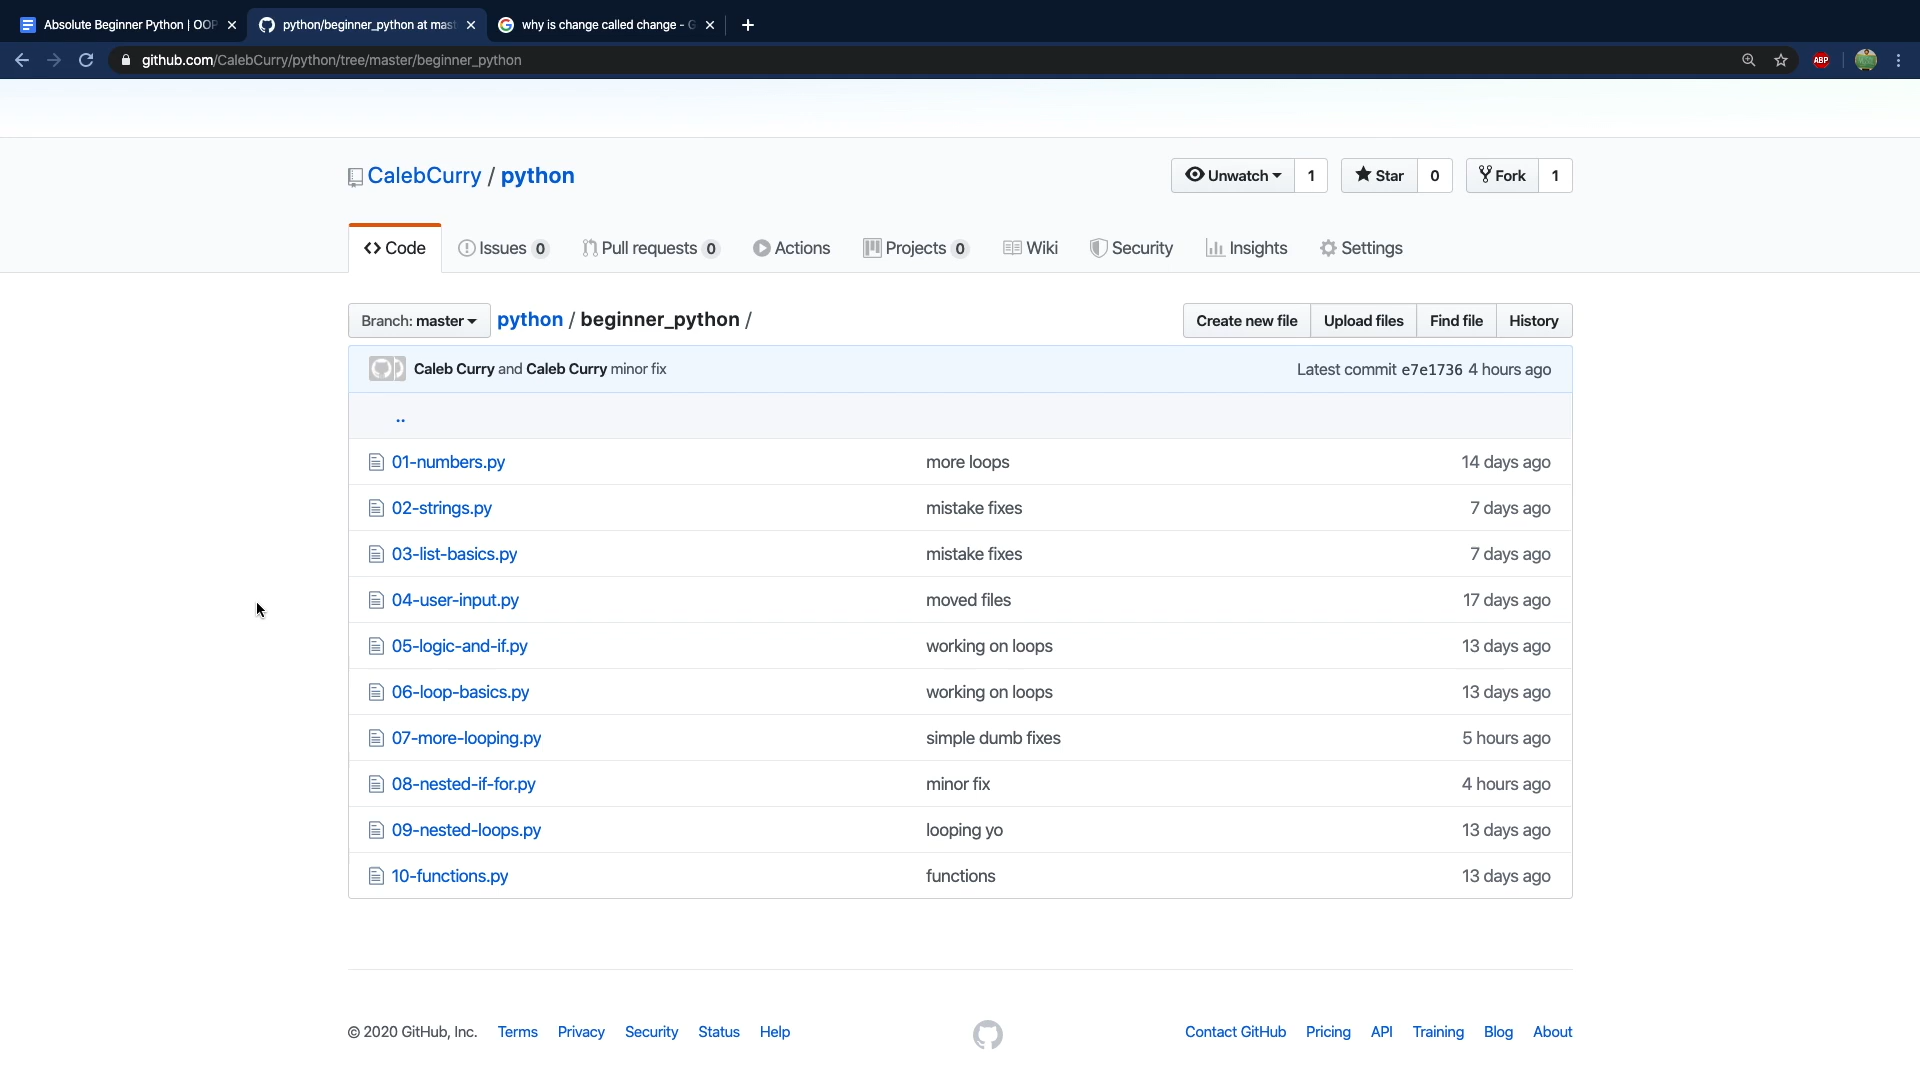 Absolute Beginner Python | OOP
python/beginner_python at mast
why is change called change - G
github.com/CalebCurry/python/tree/master/beginner_python
ABP
CalebCurry / python
Unwatch 1
Star 0
Fork 1
Code
Issues 0
Pull requests 0
Actions
Projects 0
Wiki
Security
Insights
Settings
Branch: master
python / beginner_python /
Create new file
Upload files
Find file
History
Caleb Curry and Caleb Curry minor fix
Latest commit e7e1736 4 hours ago
..
01-numbers.py more loops 14 days ago
02-strings.py mistake fixes 7 days ago
03-list-basics.py mistake fixes 7 days ago
04-user-input.py moved files 17 days ago
05-logic-and-if.py working on loops 13 days ago
06-loop-basics.py working on loops 13 days ago
07-more-looping.py simple dumb fixes 5 hours ago
08-nested-if-for.py minor fix 4 hours ago
09-nested-loops.py looping yo 13 days ago
10-functions.py functions 13 days ago
© 2020 GitHub, Inc. Terms Privacy Security Status Help
Contact GitHub Pricing API Training Blog About